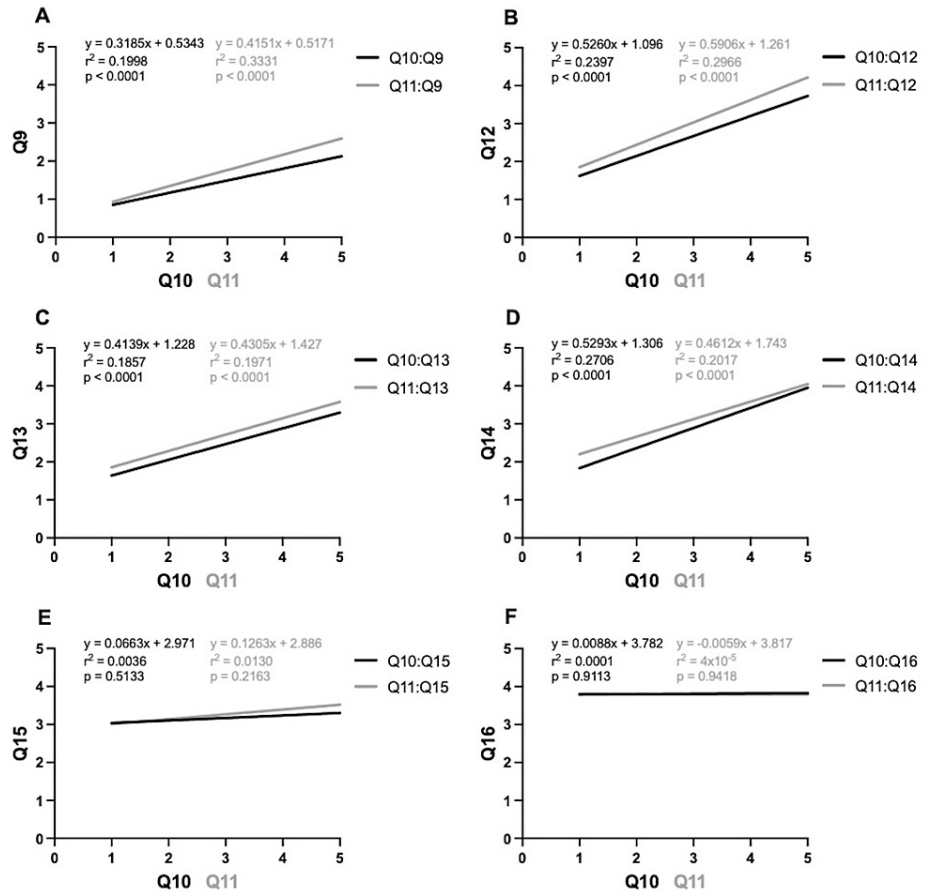 A
y = 0.3185x + 0.5343 y = 0.4151x + 0.5171
r² = 0.1998 r² = 0.3331
p < 0.0001 p < 0.0001
Q10:Q9
Q11:Q9
5
4
3
2
1
0
Q9
0 1 2 3 4 5
Q10 Q11
B
y = 0.5260x + 1.096 y = 0.5906x + 1.261
r² = 0.2397 r² = 0.2966
p < 0.0001 p < 0.0001
Q10:Q12
Q11:Q12
5
4
3
2
1
0
Q12
0 1 2 3 4 5
Q10 Q11
C
y = 0.4139x + 1.228 y = 0.4305x + 1.427
r² = 0.1857 r² = 0.1971
p < 0.0001 p < 0.0001
Q10:Q13
Q11:Q13
5
4
3
2
1
0
Q13
0 1 2 3 4 5
Q10 Q11
D
y = 0.5293x + 1.306 y = 0.4612x + 1.743
r² = 0.2706 r² = 0.2017
p < 0.0001 p < 0.0001
Q10:Q14
Q11:Q14
5
4
3
2
1
0
Q14
0 1 2 3 4 5
Q10 Q11
E
y = 0.0663x + 2.971 y = 0.1263x + 2.886
r² = 0.0036 r² = 0.0130
p = 0.5133 p = 0.2163
Q10:Q15
Q11:Q15
5
4
3
2
1
0
Q15
0 1 2 3 4 5
Q10 Q11
F
y = 0.0088x + 3.782 y = -0.0059x + 3.817
r² = 0.0001 r² = 4x10⁻⁵
p = 0.9113 p = 0.9418
Q10:Q16
Q11:Q16
5
4
3
2
1
0
Q16
0 1 2 3 4 5
Q10 Q11